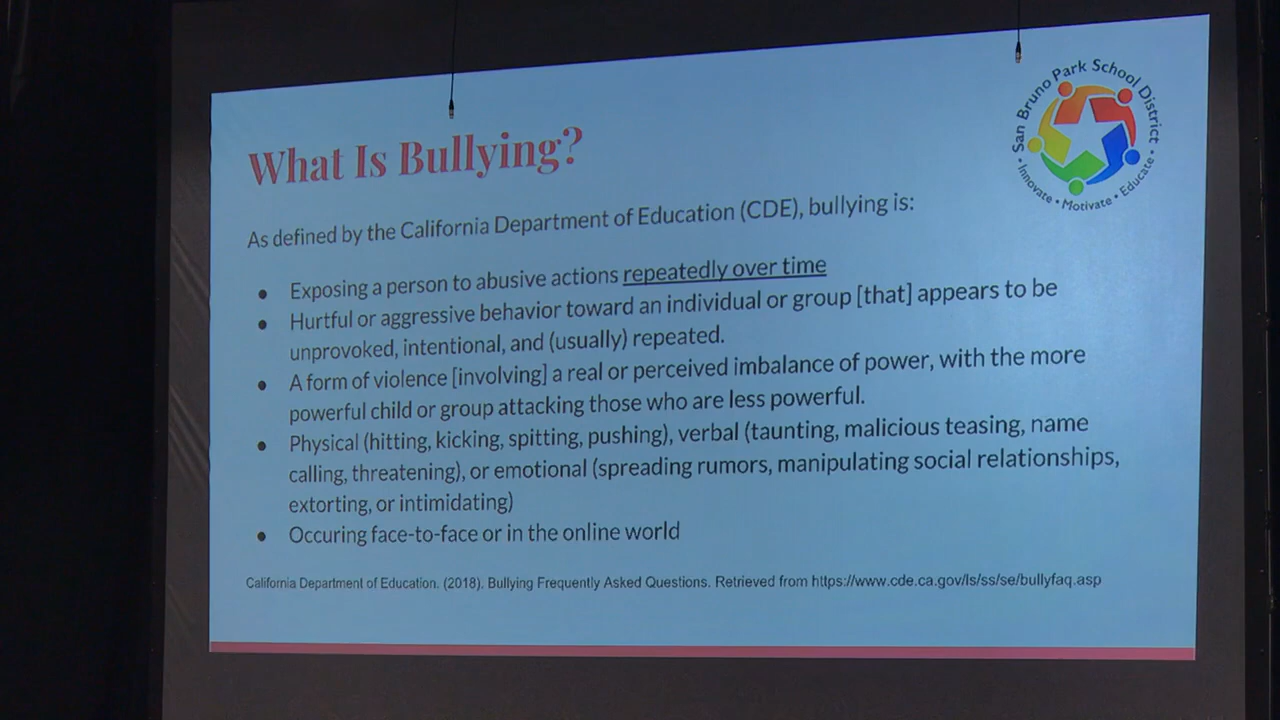 San Bruno Park School District
• Innovate • Motivate • Educate •
What Is Bullying?
As defined by the California Department of Education (CDE), bullying is:
● Exposing a person to abusive actions repeatedly over time
● Hurtful or aggressive behavior toward an individual or group [that] appears to be
unprovoked, intentional, and (usually) repeated.
● A form of violence [involving] a real or perceived imbalance of power, with the more
powerful child or group attacking those who are less powerful.
● Physical (hitting, kicking, spitting, pushing), verbal (taunting, malicious teasing, name
calling, threatening), or emotional (spreading rumors, manipulating social relationships,
extorting, or intimidating)
● Occuring face-to-face or in the online world
California Department of Education. (2018). Bullying Frequently Asked Questions. Retrieved from https://www.cde.ca.gov/ls/ss/se/bullyfaq.asp